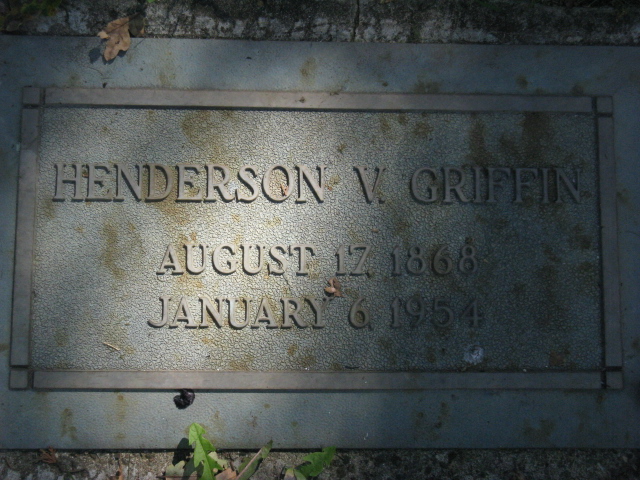 HENDERSON V. GRIFFIN
AUGUST 17, 1868
JANUARY 6, 1954